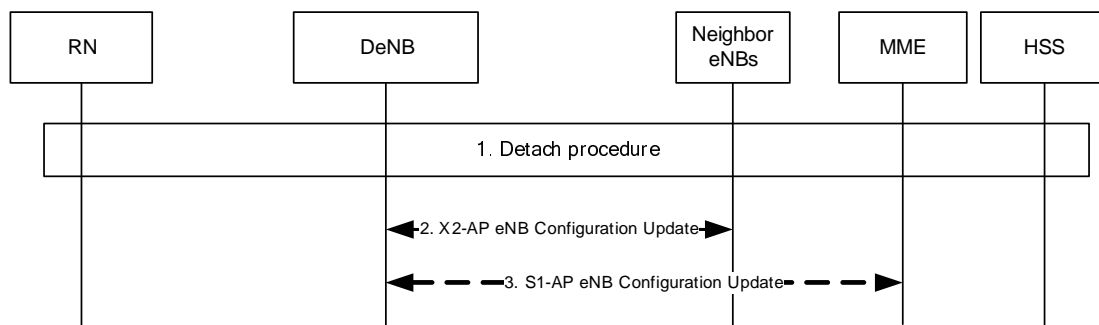 RN
DeNB
Neighbor
eNBs
MME
HSS
1. Detach procedure
2. X2-AP eNB Configuration Update
3. S1-AP eNB Configuration Update